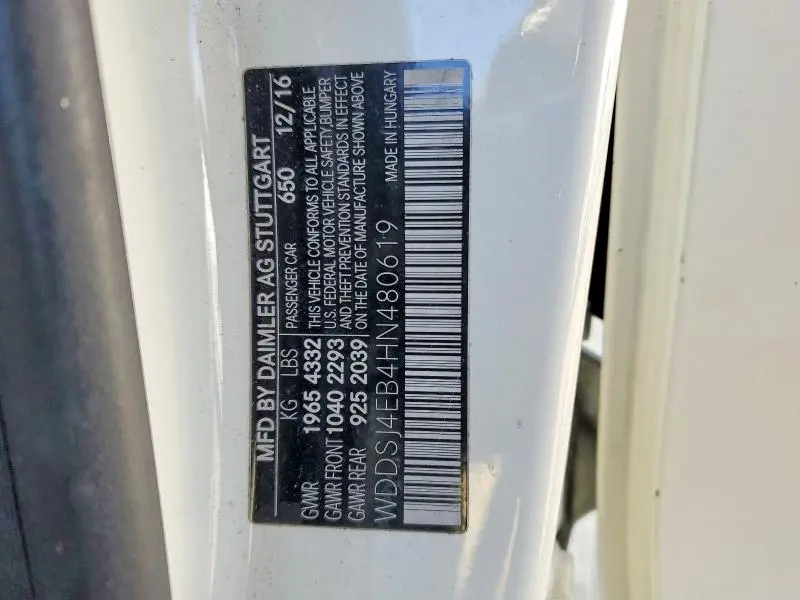 MFD BY DAIMLER AG STUTTGART
KG LBS PASSENGER CAR 650 12/16
GVWR 1965 4332 THIS VEHICLE CONFORMS TO ALL APPLICABLE
GAWR FRONT 1040 2293 U.S. FEDERAL MOTOR VEHICLE SAFETY, BUMPER
GAWR REAR 925 2039 AND THEFT PREVENTION STANDARDS IN EFFECT
ON THE DATE OF MANUFACTURE SHOWN ABOVE
WDDSJ4EB4HN480619 MADE IN HUNGARY